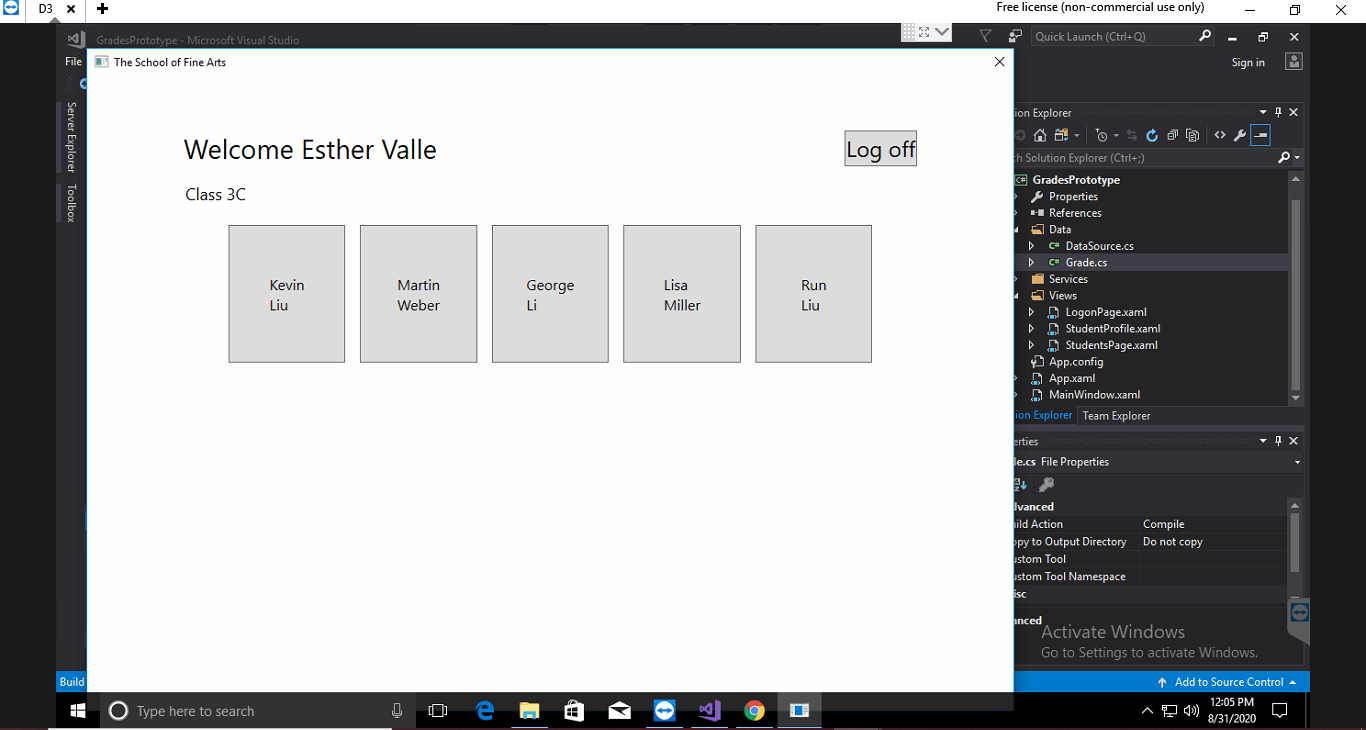 D3
Free license (non-commercial use only)
GradesPrototype - Microsoft Visual Studio
Quick Launch (Ctrl+Q)
File
The School of Fine Arts
Sign in
Server Explorer
Toolbox
Welcome Esther Valle
Log off
Class 3C
Kevin
Liu
Martin
Weber
George
Li
Lisa
Miller
Run
Liu
ion Explorer
ch Solution Explorer (Ctrl+;)
C# GradesPrototype
Properties
References
Data
C# DataSource.cs
C# Grade.cs
Services
Views
LogonPage.xaml
StudentProfile.xaml
StudentsPage.xaml
App.config
App.xaml
MainWindow.xaml
ion Explorer Team Explorer
erties
le.cs File Properties
dvanced
uild Action Compile
opy to Output Directory Do not copy
ustom Tool
ustom Tool Namespace
isc
anced
Activate Windows
Go to Settings to activate Windows.
Build
Add to Source Control
Type here to search
12:05 PM
8/31/2020